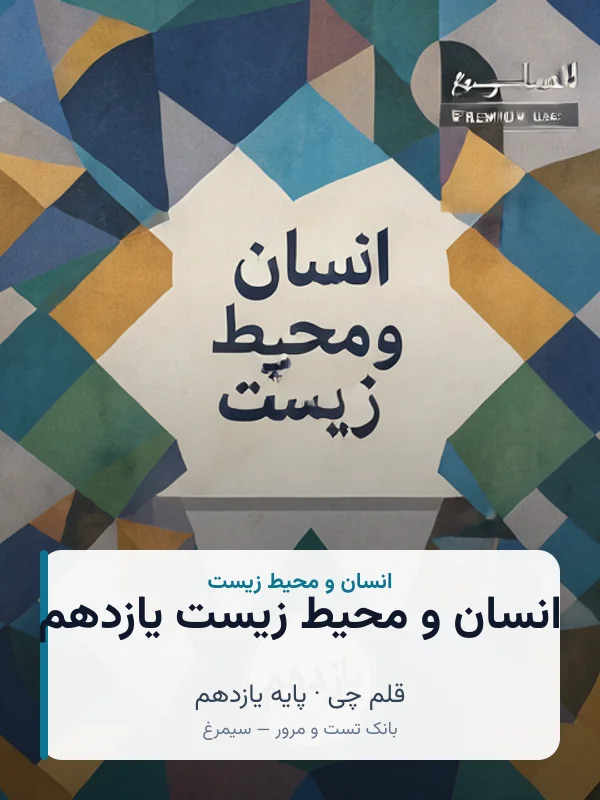 انسان
ومحیط
زیست
انسان و محیط زیست
انسان و محیط زیست یازدهم
قلم چی · پایه یازدهم
بانک تست و مرور – سیمرغ